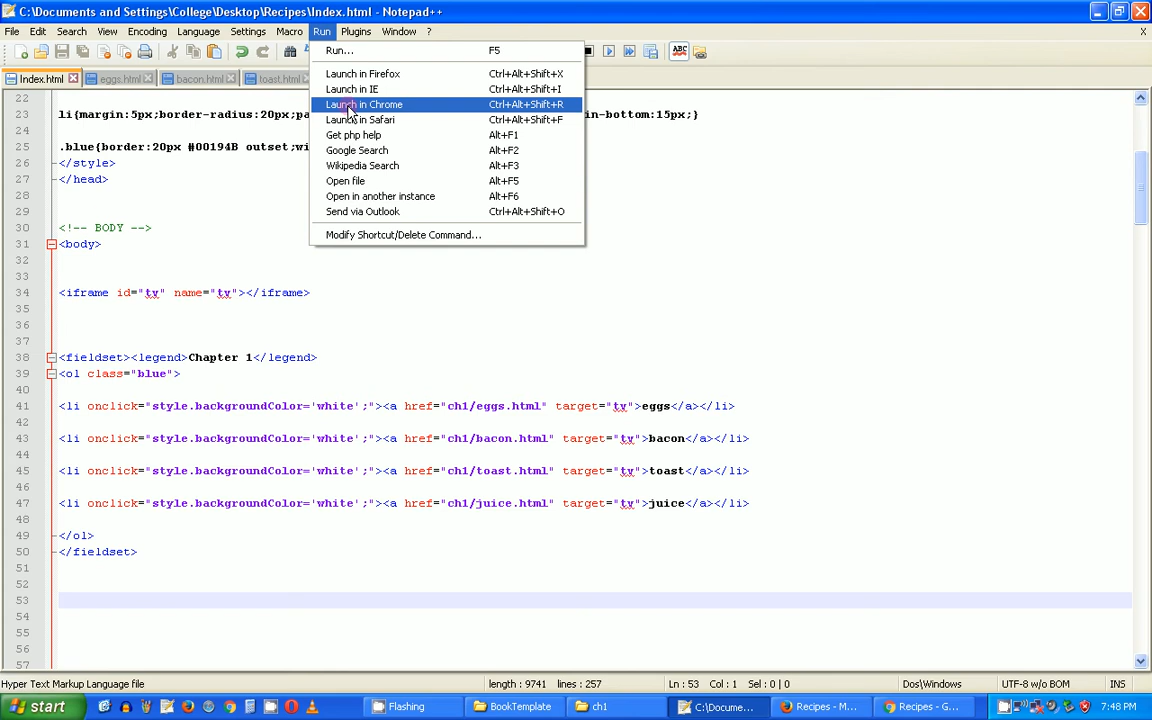 C:\Documents and Settings\College\Desktop\Recipes\Index.html - Notepad++
File Edit Search View Encoding Language Settings Macro Run Plugins Window ? X
Index.html eggs.html bacon.html toast.html
Run... F5
Launch in Firefox Ctrl+Alt+Shift+X
Launch in IE Ctrl+Alt+Shift+I
Launch in Chrome Ctrl+Alt+Shift+R
Launch in Safari Ctrl+Alt+Shift+F
Get php help Alt+F1
Google Search Alt+F2
Wikipedia Search Alt+F3
Open file Alt+F5
Open in another instance Alt+F6
Send via Outlook Ctrl+Alt+Shift+O
Modify Shortcut/Delete Command...
22
23 li{margin:5px;border-radius:20px;pa in-bottom:15px;}
24
25 .blue{border:20px #00194B outset;wi
26 </style>
27 </head>
28
29
30 <!-- BODY -->
31 <body>
32
33
34 <iframe id="ty" name="ty"></iframe>
35
36
37
38 <fieldset><legend>Chapter 1</legend>
39 <ol class="blue">
40
41 <li onclick="style.backgroundColor='white';"><a href="ch1/eggs.html" target="ty">eggs</a></li>
42
43 <li onclick="style.backgroundColor='white';"><a href="ch1/bacon.html" target="ty">bacon</a></li>
44
45 <li onclick="style.backgroundColor='white';"><a href="ch1/toast.html" target="ty">toast</a></li>
46
47 <li onclick="style.backgroundColor='white';"><a href="ch1/juice.html" target="ty">juice</a></li>
48
49 </ol>
50 </fieldset>
51
52
53
54
55
56
57
Hyper Text Markup Language file length : 9741 lines : 257 Ln : 53 Col : 1 Sel : 0 | 0 Dos\Windows UTF-8 w/o BOM INS
start Flashing BookTemplate ch1 C:\Docume... Recipes - M... Recipes - G... 7:48 PM